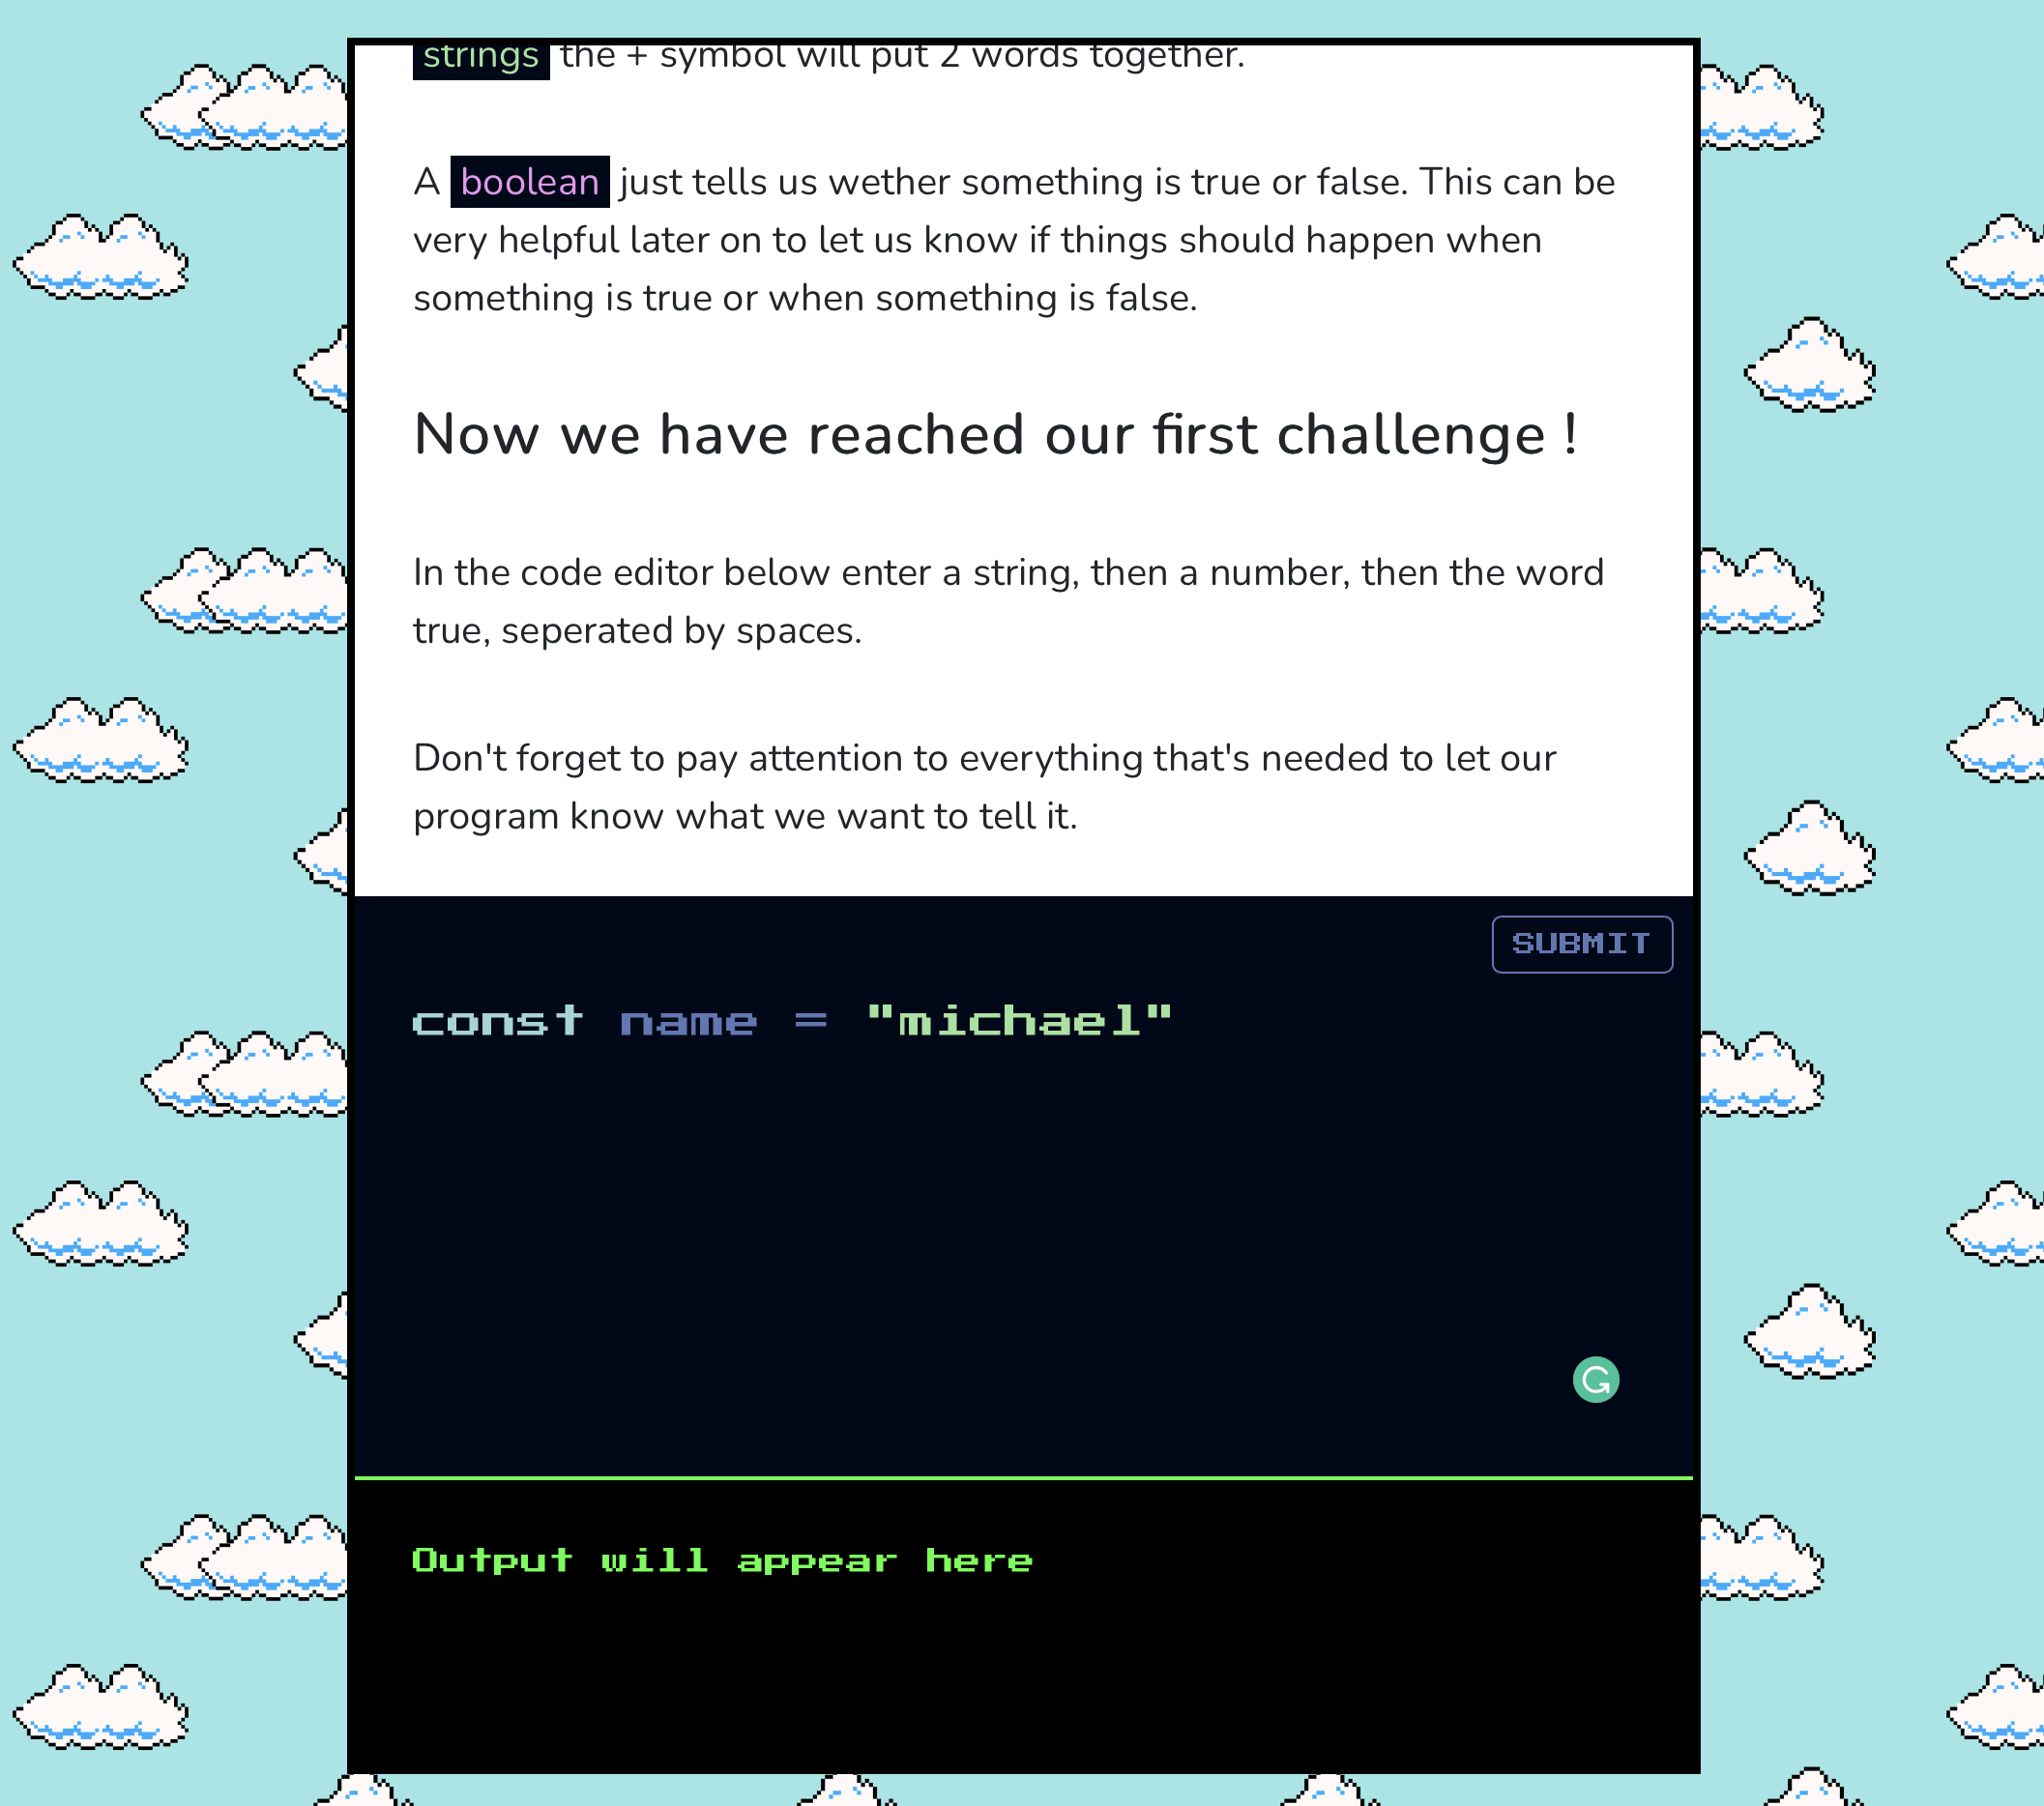 strings the + symbol will put 2 words together.
A boolean just tells us wether something is true or false. This can be
very helpful later on to let us know if things should happen when
something is true or when something is false.
Now we have reached our first challenge !
In the code editor below enter a string, then a number, then the word
true, seperated by spaces.
Don't forget to pay attention to everything that's needed to let our
program know what we want to tell it.
SUBMIT
const name = "michael"
Output will appear here